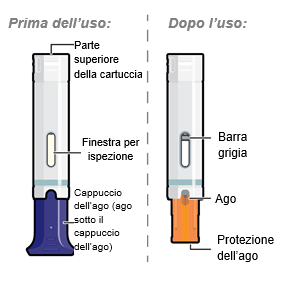 Prima dell'uso:
Parte
superiore
della cartuccia
Finestra per
ispezione
Cappuccio
dell'ago (ago
sotto il
cappuccio
dell'ago)
Dopo l'uso:
Barra
grigia
Ago
Protezione
dell'ago